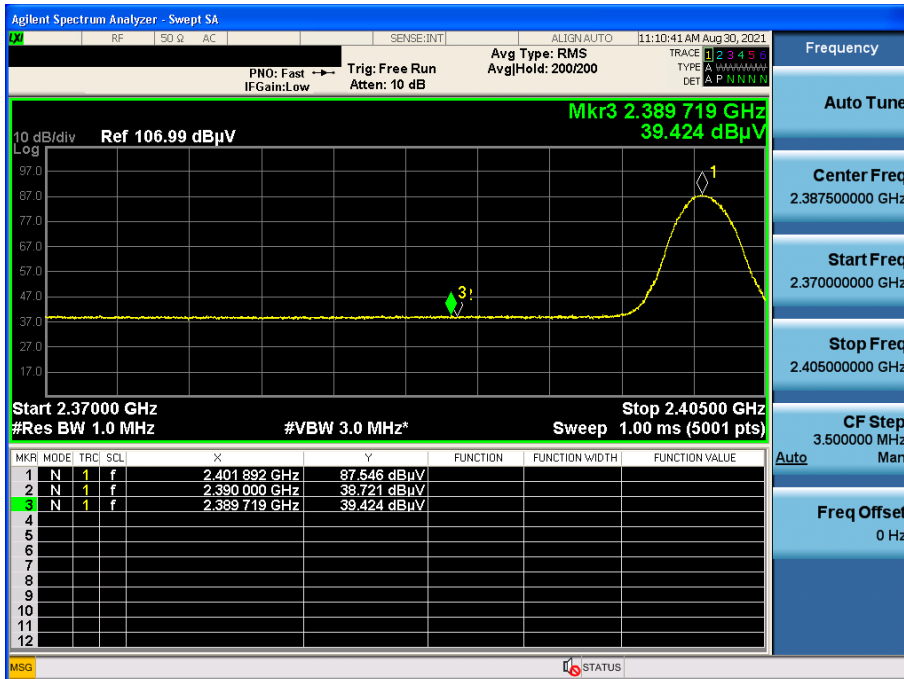 Agilent Spectrum Analyzer - Swept SA
LXI RF 50 Ω AC SENSE:INT ALIGN AUTO 11:10:41 AM Aug 30, 2021
PNO: Fast
IFGain:Low
Trig: Free Run
Atten: 10 dB
Avg Type: RMS
Avg|Hold: 200/200
TRACE 1 2 3 4 5 6
TYPE A WWWWW
DET A P N N N N
Frequency
Mkr3 2.389 719 GHz
39.424 dBµV
10 dB/div Ref 106.99 dBµV
Log
97.0
87.0
77.0
67.0
57.0
47.0
37.0
27.0
17.0
1
3
Start 2.37000 GHz Stop 2.40500 GHz
#Res BW 1.0 MHz #VBW 3.0 MHz* Sweep 1.00 ms (5001 pts)
MKR MODE TRC SCL X Y FUNCTION FUNCTION WIDTH FUNCTION VALUE
1 N 1 f 2.401 892 GHz 87.546 dBµV
2 N 1 f 2.390 000 GHz 38.721 dBµV
3 N 1 f 2.389 719 GHz 39.424 dBµV
4
5
6
7
8
9
10
11
12
Auto Tune
Center Freq
2.387500000 GHz
Start Freq
2.370000000 GHz
Stop Freq
2.405000000 GHz
CF Step
3.500000 MHz
Auto Man
Freq Offset
0 Hz
MSG STATUS